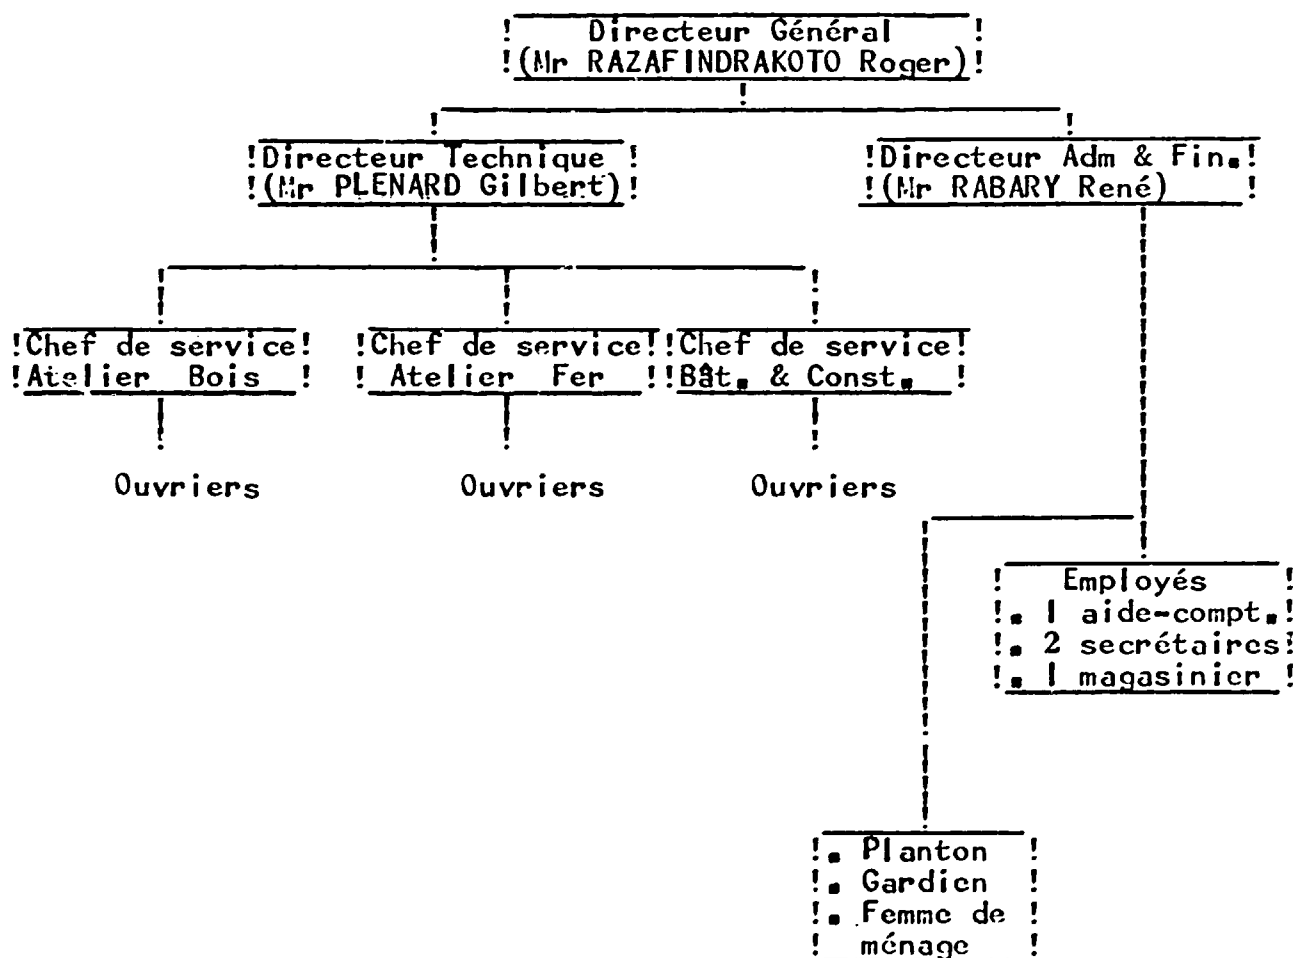 Directeur Général
(Mr RAZAFINDRAKOTO Roger)
Directeur Technique
(Mr PLENARD Gilbert)
Directeur Adm & Fin.
(Mr RABARY René)
Chef de service
Atelier Bois
Chef de service
Atelier Fer
Chef de service
Bât. & Const.
Ouvriers
Ouvriers
Ouvriers
Employés
. 1 aide-compt.
. 2 secrétaires
. 1 magasinier
. Planton
. Gardien
. Femme de
ménage